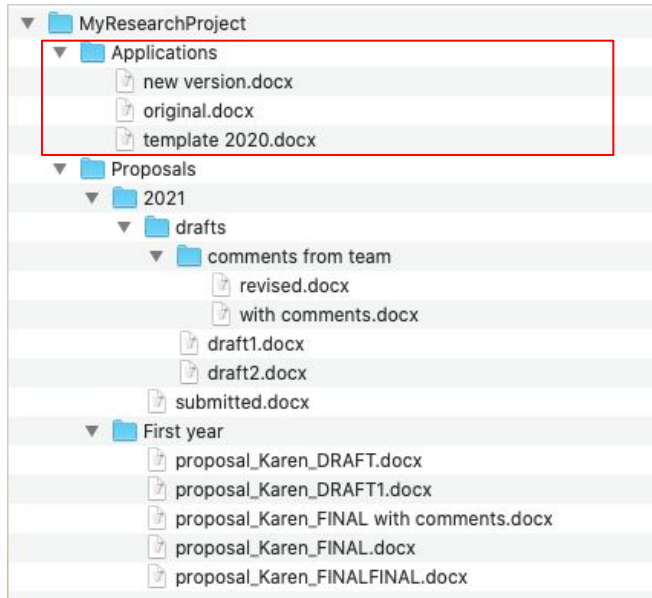 MyResearchProject
Applications
new version.docx
original.docx
template 2020.docx
Proposals
2021
drafts
comments from team
revised.docx
with comments.docx
draft1.docx
draft2.docx
submitted.docx
First year
proposal_Karen_DRAFT.docx
proposal_Karen_DRAFT1.docx
proposal_Karen_FINAL with comments.docx
proposal_Karen_FINAL.docx
proposal_Karen_FINALFINAL.docx